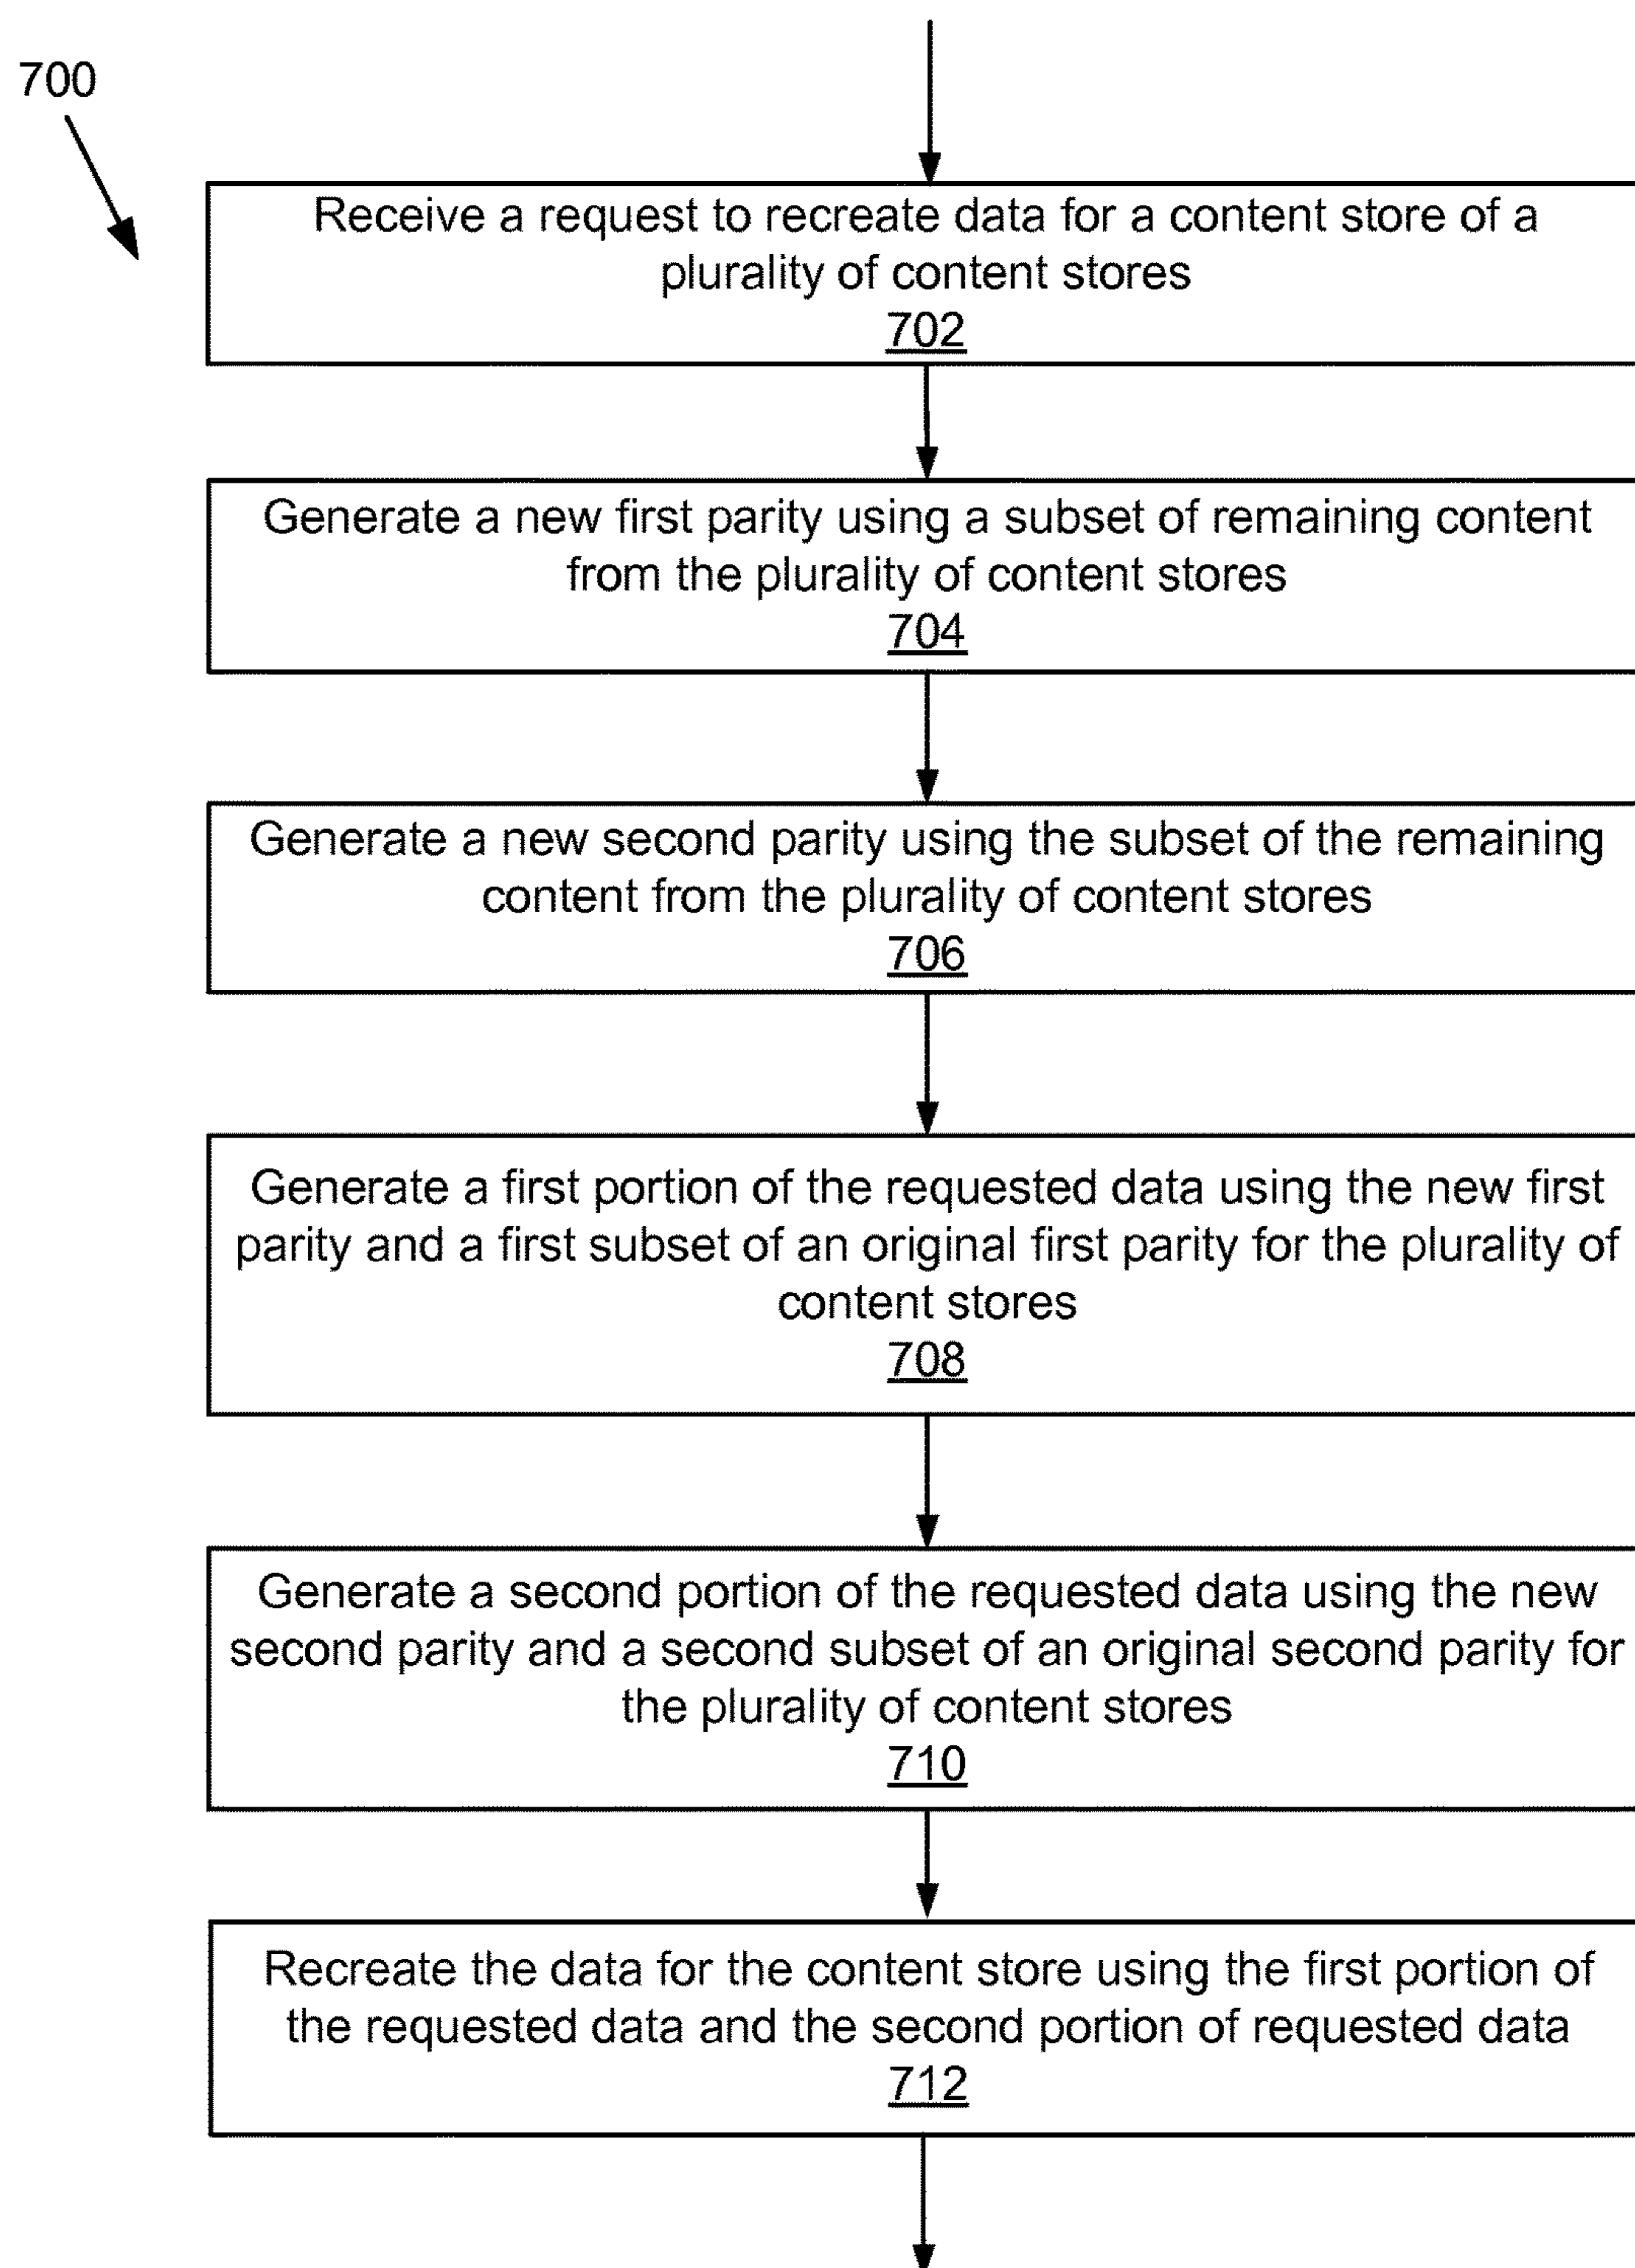 700
Receive a request to recreate data for a content store of a
plurality of content stores
702
Generate a new first parity using a subset of remaining content
from the plurality of content stores
704
Generate a new second parity using the subset of the remaining
content from the plurality of content stores
706
Generate a first portion of the requested data using the new first
parity and a first subset of an original first parity for the plurality of
content stores
708
Generate a second portion of the requested data using the new
second parity and a second subset of an original second parity for
the plurality of content stores
710
Recreate the data for the content store using the first portion of
the requested data and the second portion of requested data
712